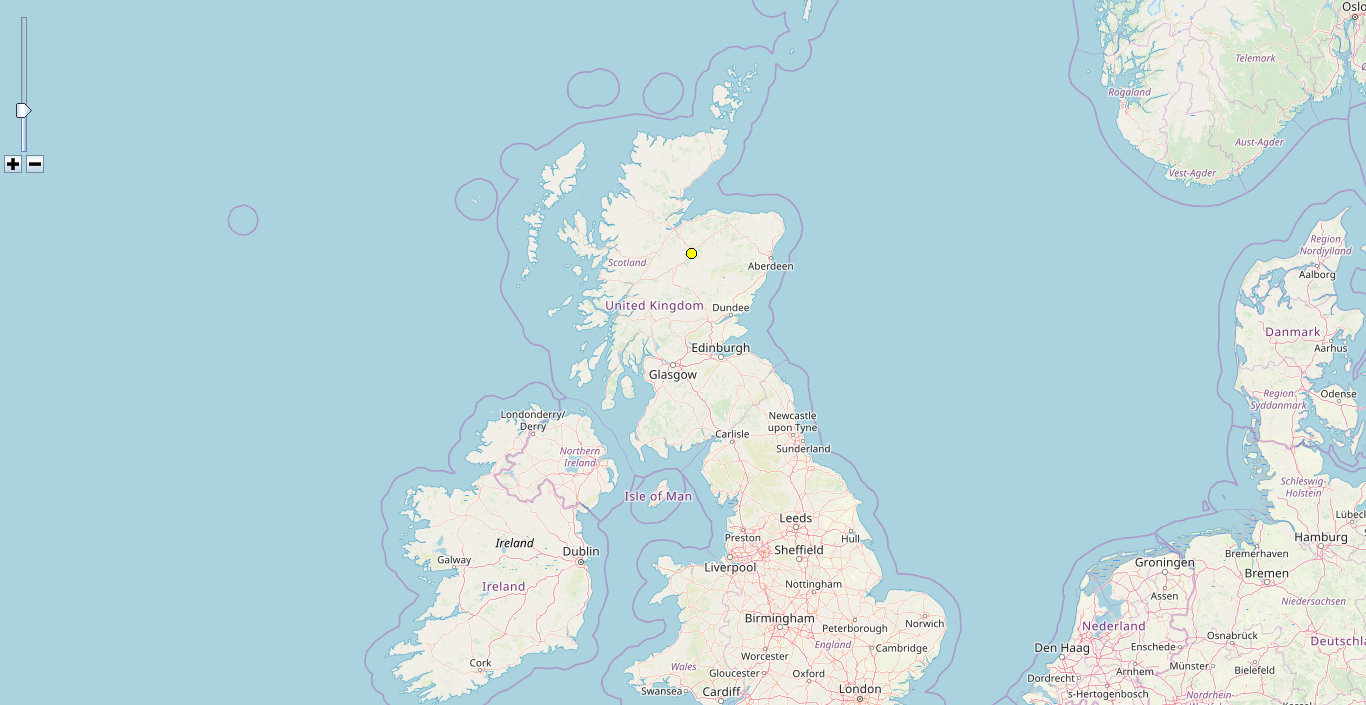 Oslo
Telemark
Rogaland
Aust-Agder
Vest-Agder
Region
Nordjylland
Scotland
Aberdeen
Aalborg
United Kingdom
Dundee
Danmark
Edinburgh
Aarhus
Glasgow
Region
Syddanmark
Odense
Londonderry/
Derry
Newcastle
upon Tyne
Carlisle
Sunderland
Northern
Ireland
Isle of Man
Schleswig-
Holstein
Leeds
Lübeck
Preston
Hull
Hamburg
Ireland
Sheffield
Dublin
Bremerhaven
Galway
Liverpool
Groningen
Bremen
Ireland
Nottingham
Assen
Niedersachsen
Birmingham
Peterborough
Norwich
Nederland
Osnabrück
Deutschla
England
Cambridge
Den Haag
Enschede
Worcester
Cork
Wales
Gloucester
Oxford
Arnhem
Münster
Bielefeld
Dordrecht
Swansea
Cardiff
London
's-Hertogenbosch
Nordrhein-